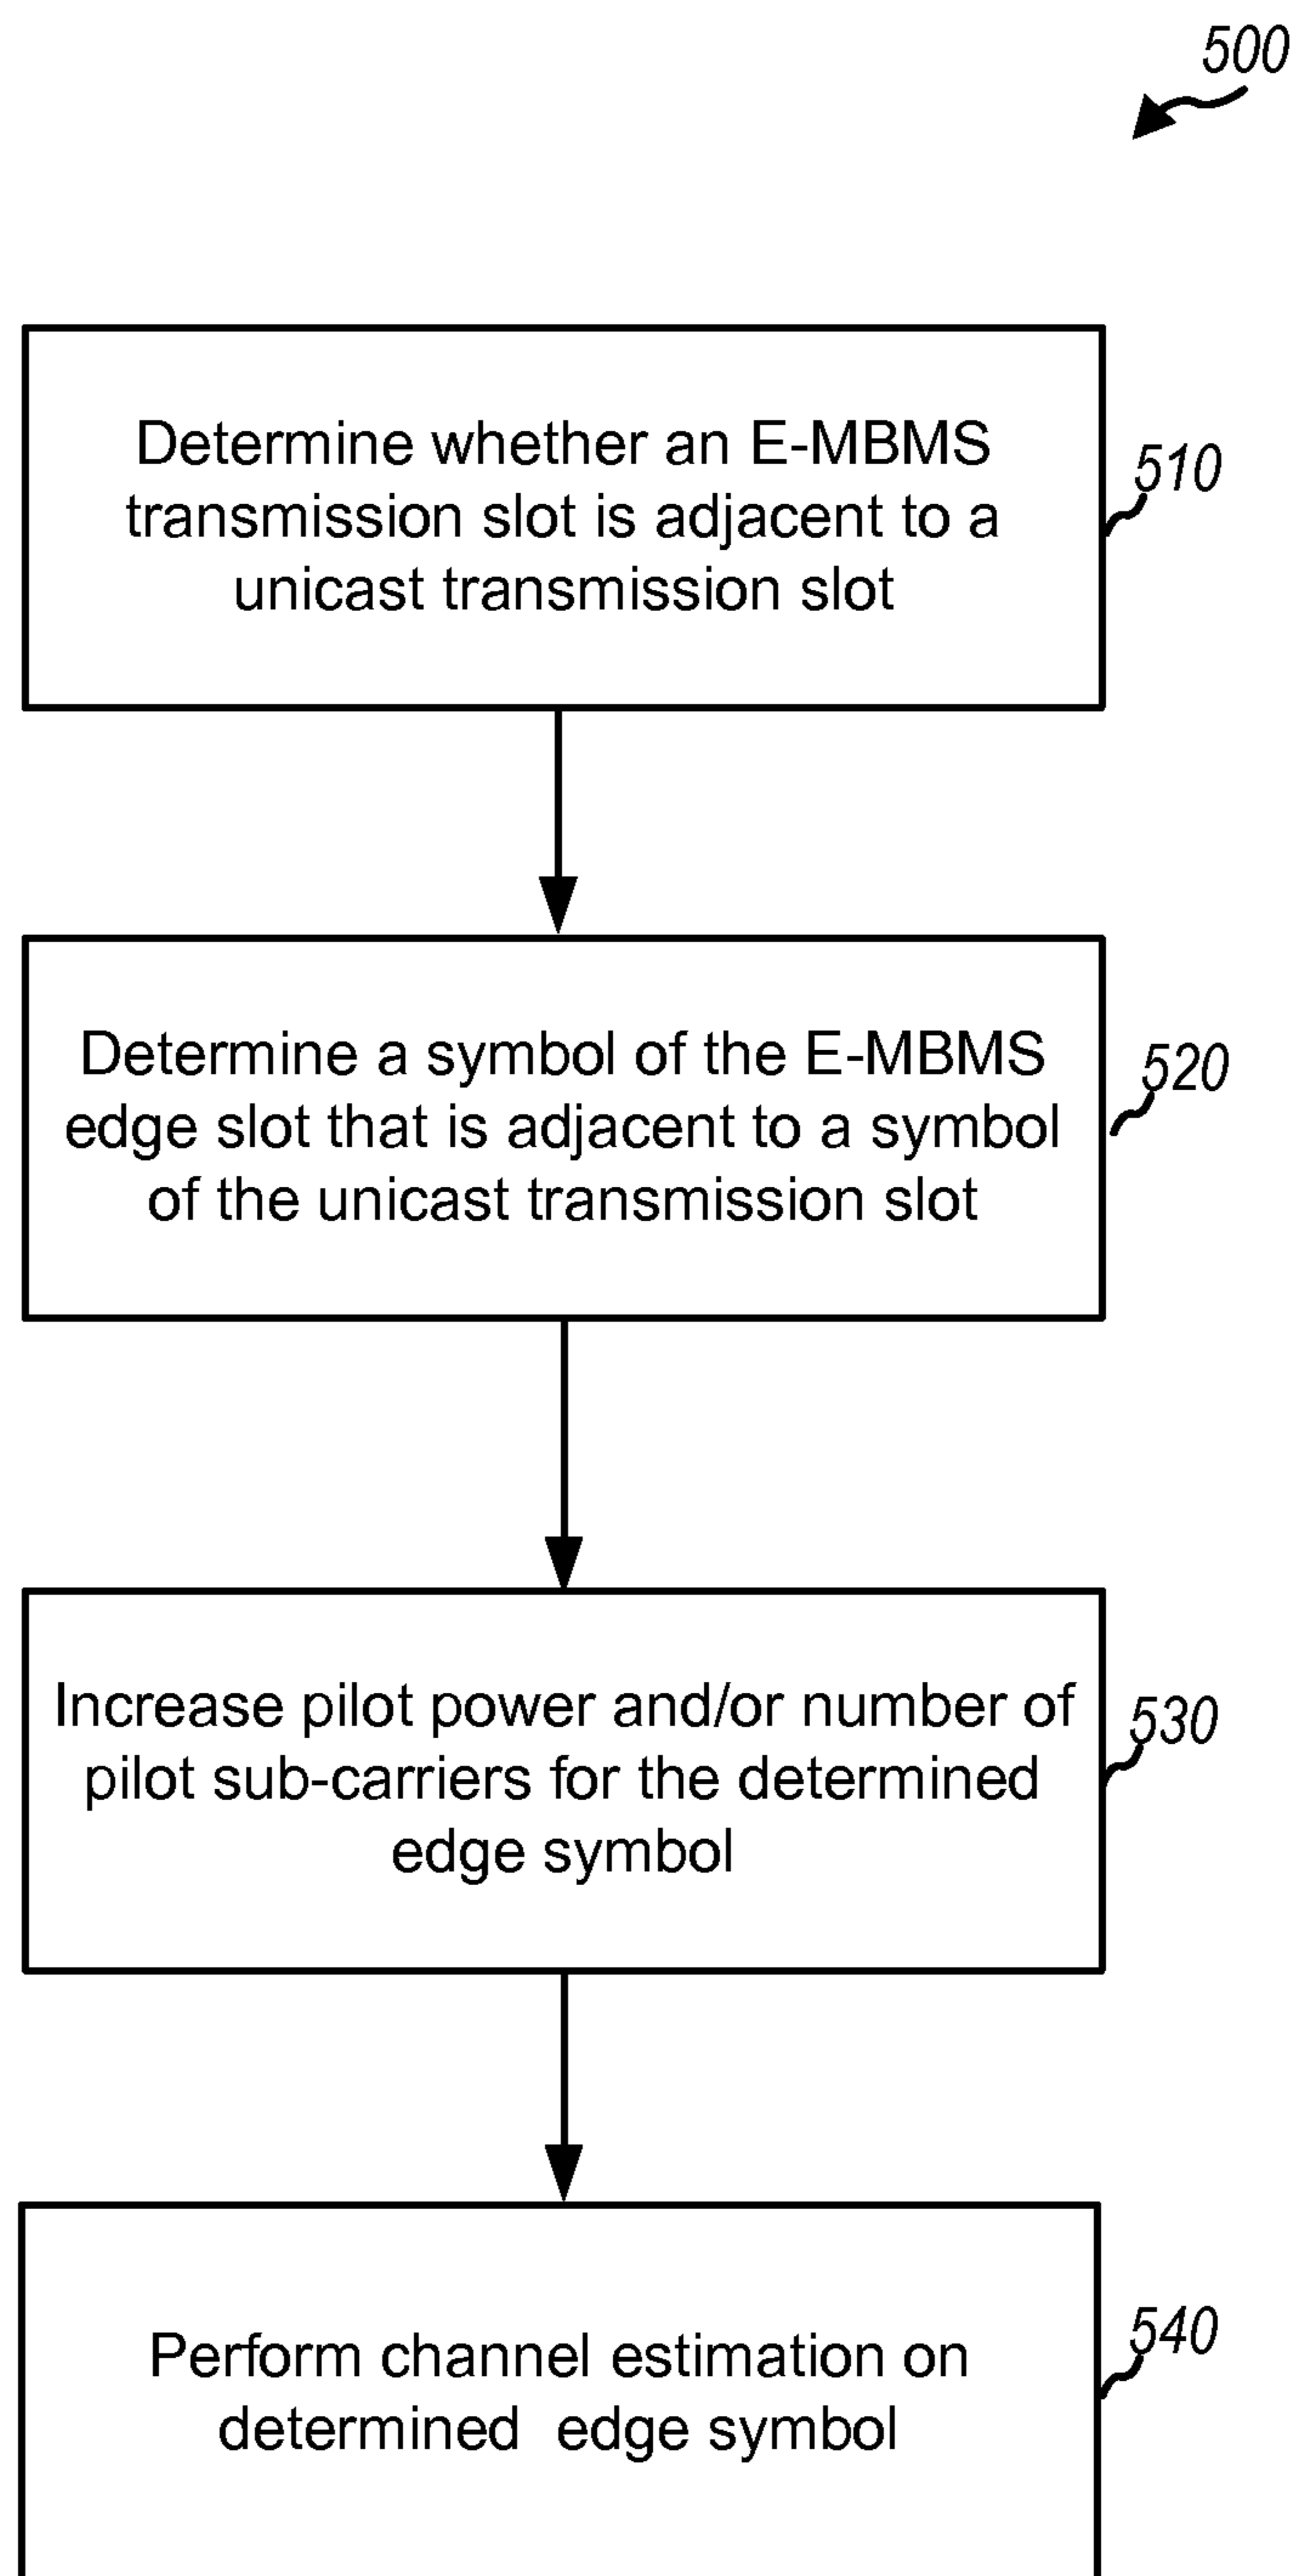 500
Determine whether an E-MBMS
transmission slot is adjacent to a
unicast transmission slot
510
Determine a symbol of the E-MBMS
edge slot that is adjacent to a symbol
of the unicast transmission slot
520
Increase pilot power and/or number of
pilot sub-carriers for the determined
edge symbol
530
Perform channel estimation on
determined edge symbol
540